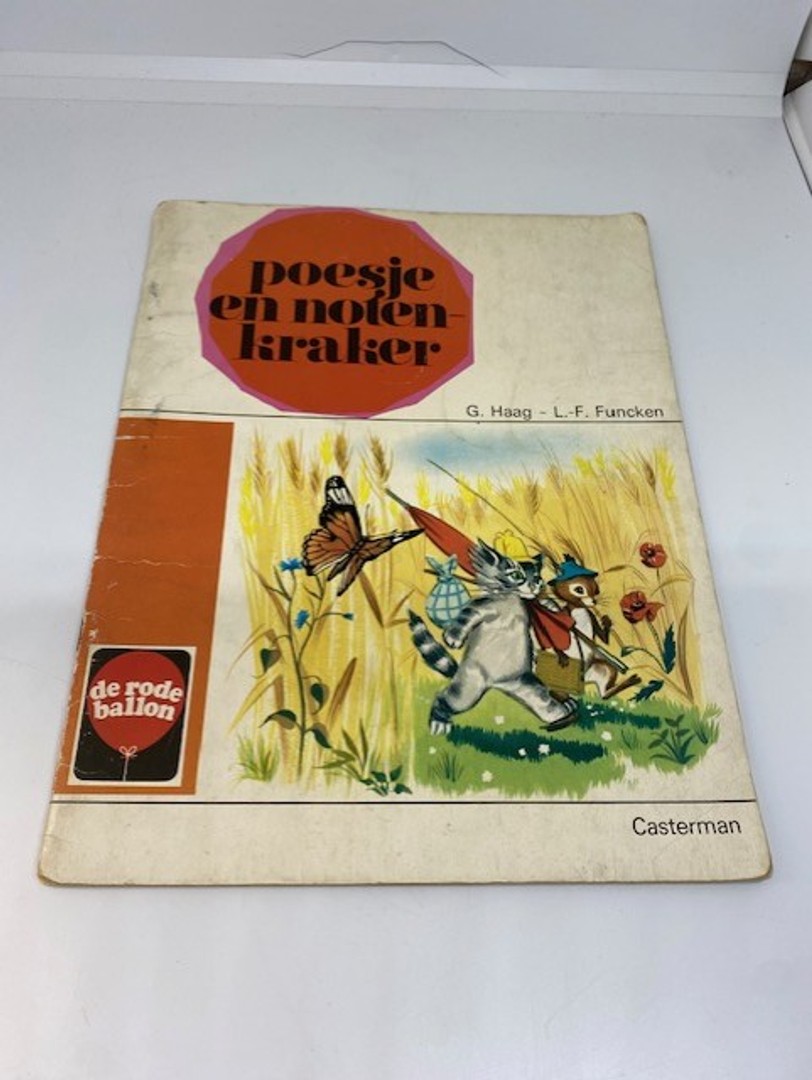 poesje
en noten-
kraker
G. Haag - L.-F. Funcken
de rode
ballon
Casterman